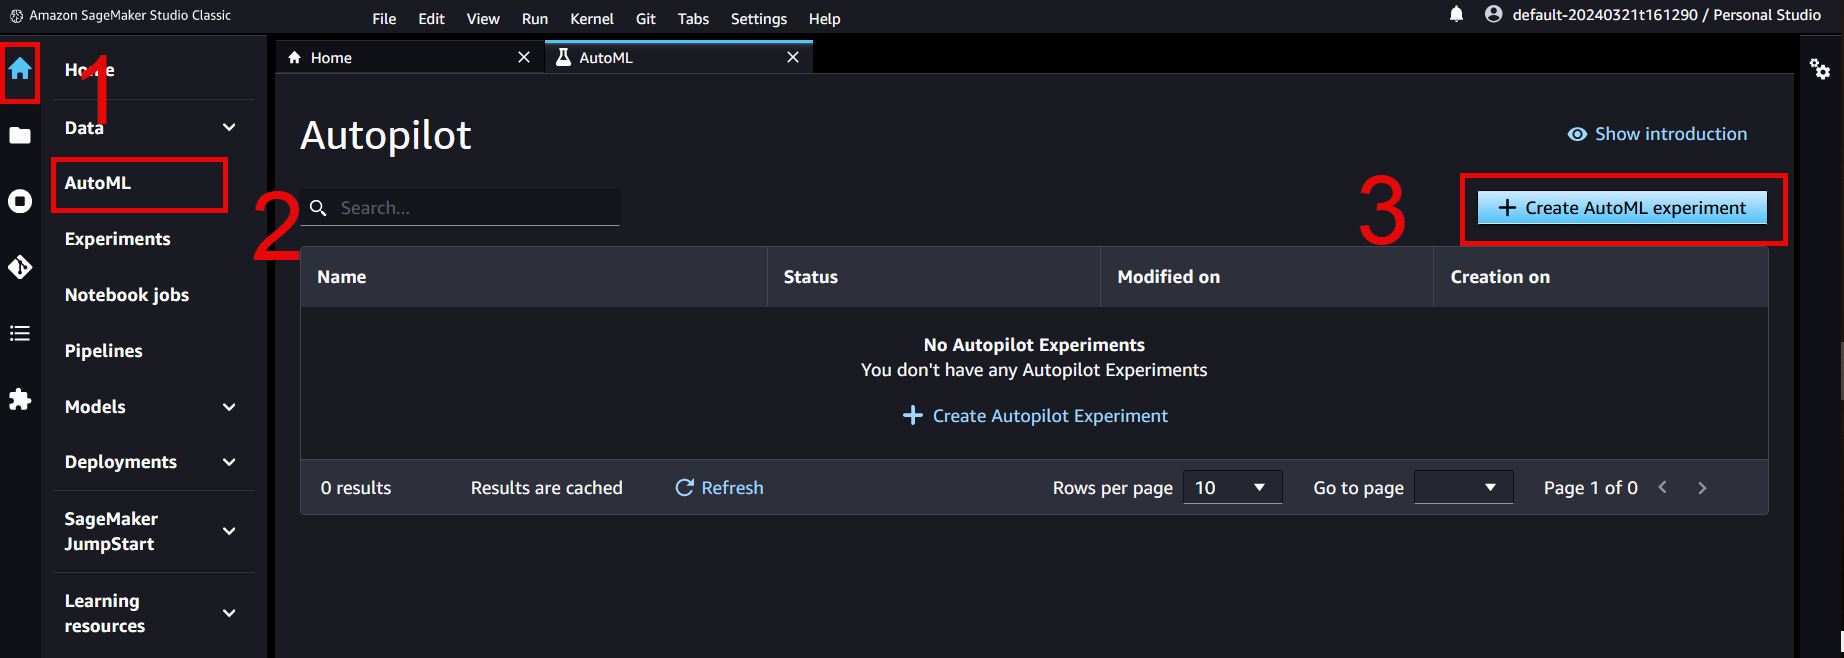 Amazon SageMaker Studio Classic
File Edit View Run Kernel Git Tabs Settings Help
default-20240321t161290 / Personal Studio
Home
Data
AutoML
Experiments
Notebook jobs
Pipelines
Models
Deployments
SageMaker
JumpStart
Learning
resources
1
2
3
Home
AutoML
Autopilot
Show introduction
Search...
Create AutoML experiment
Name Status Modified on Creation on
No Autopilot Experiments
You don't have any Autopilot Experiments
Create Autopilot Experiment
0 results Results are cached Refresh Rows per page 10 Go to page Page 1 of 0